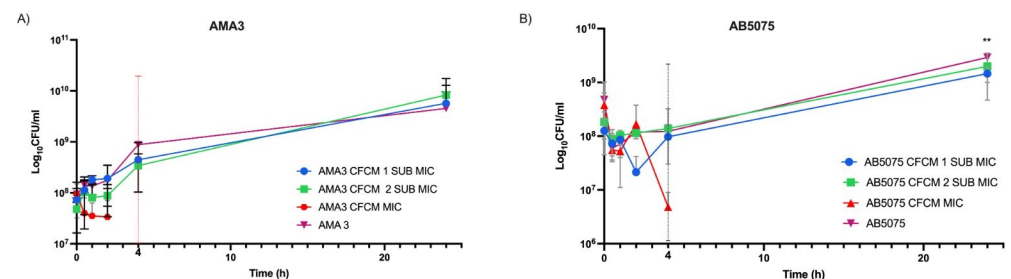 A)
AMA3
Log10CFU/ml
10^11
10^10
10^9
10^8
10^7
0
4
10
20
Time (h)
AMA3 CFCM 1 SUB MIC
AMA3 CFCM 2 SUB MIC
AMA3 CFCM MIC
AMA 3
B)
AB5075
**
Log10CFU/ml
10^10
10^9
10^8
10^7
10^6
0
4
10
20
Time (h)
AB5075 CFCM 1 SUB MIC
AB5075 CFCM 2 SUB MIC
AB5075 CFCM MIC
AB5075